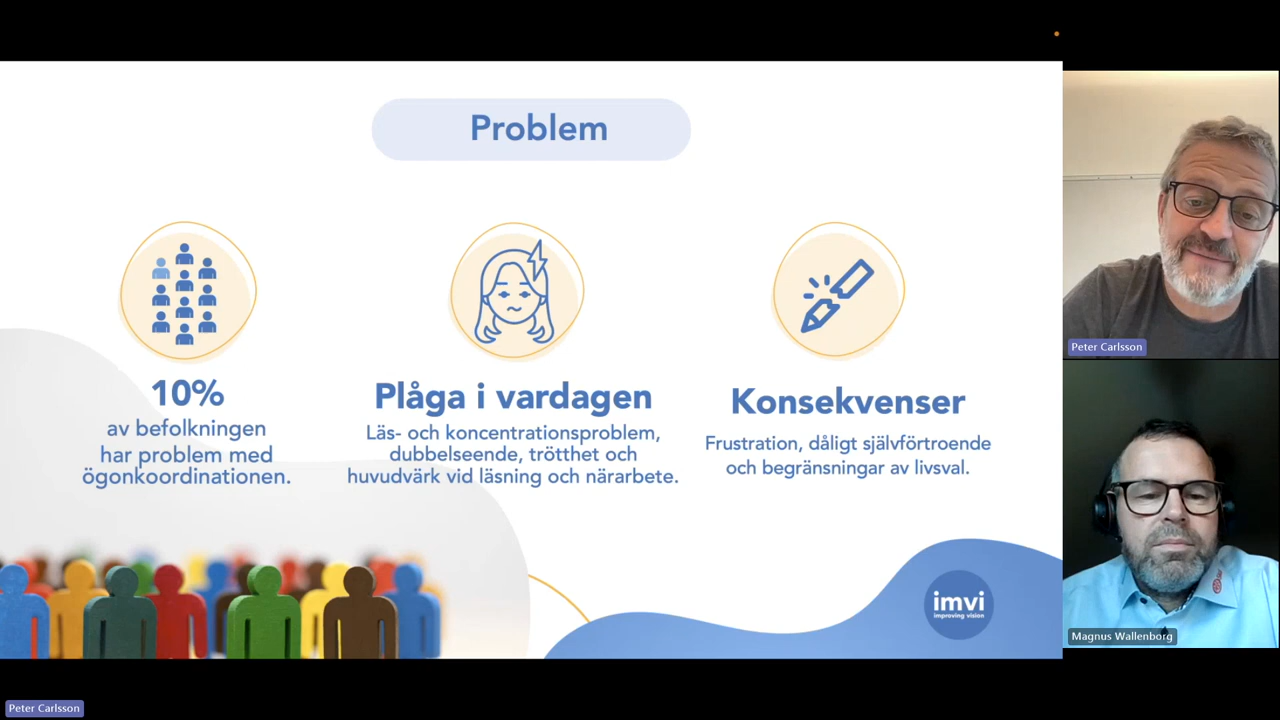 Problem
10%
av befolkningen
har problem med
ögonkoordinationen.
Plåga i vardagen
Läs- och koncentrationsproblem,
dubbelseende, trötthet och
huvudvärk vid läsning och närarbete.
Konsekvenser
Frustration, dåligt självförtroende
och begränsningar av livsval.
imvi
improving vision
Peter Carlsson
Magnus Wallenborg
Peter Carlsson